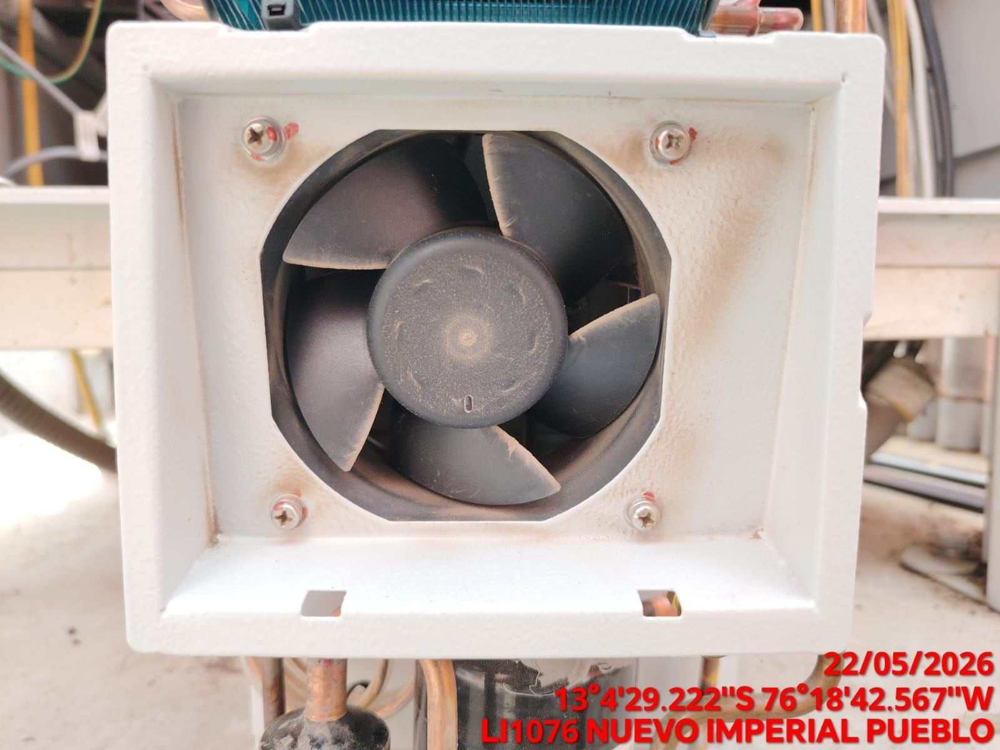 22/05/2026
13°4'29.222"S 76°18'42.567"W
LI1076 NUEVO IMPERIAL PUEBLO